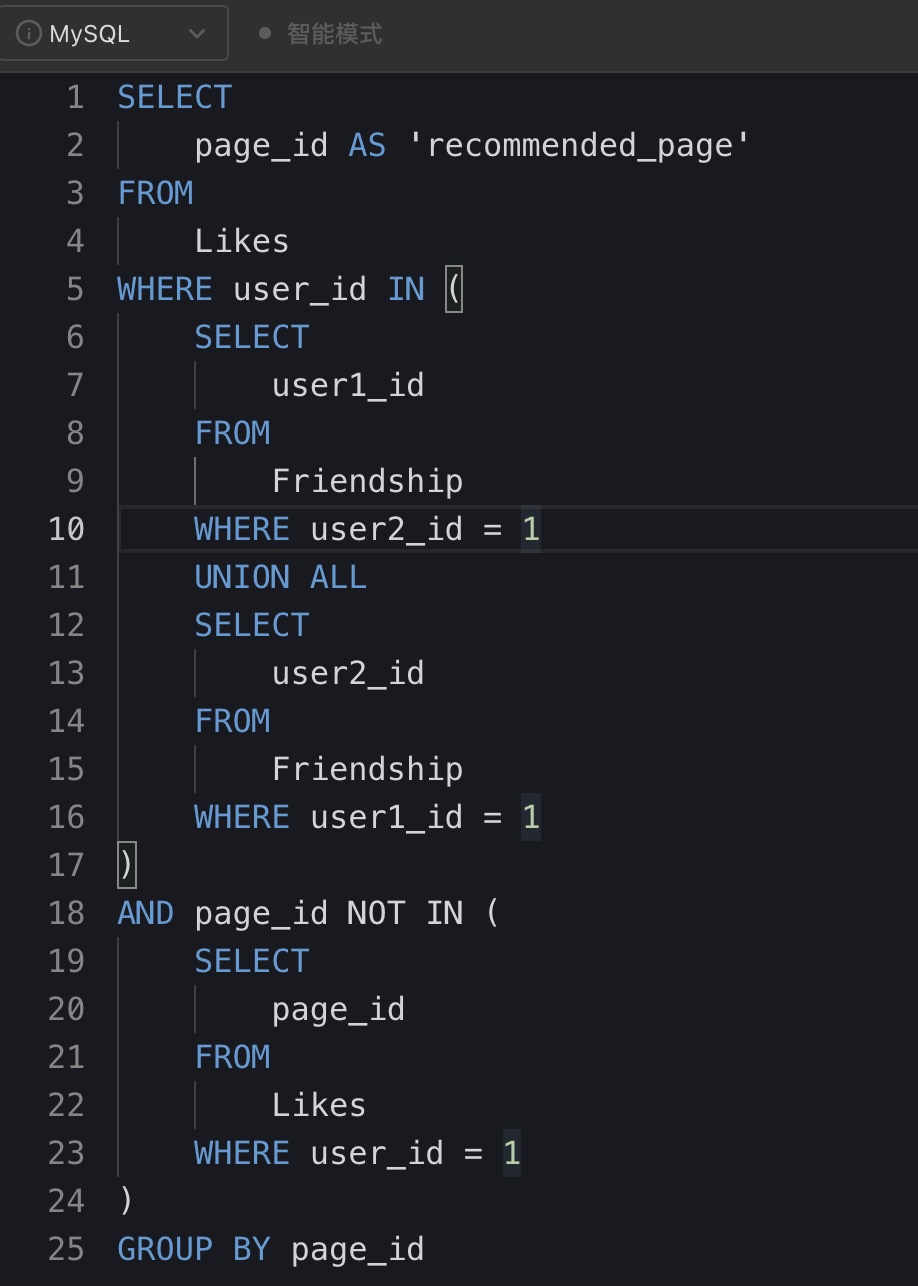 MySQL 智能模式
1 SELECT
2 page_id AS 'recommended_page'
3 FROM
4 Likes
5 WHERE user_id IN (
6 SELECT
7 user1_id
8 FROM
9 Friendship
10 WHERE user2_id = 1
11 UNION ALL
12 SELECT
13 user2_id
14 FROM
15 Friendship
16 WHERE user1_id = 1
17 )
18 AND page_id NOT IN (
19 SELECT
20 page_id
21 FROM
22 Likes
23 WHERE user_id = 1
24 )
25 GROUP BY page_id